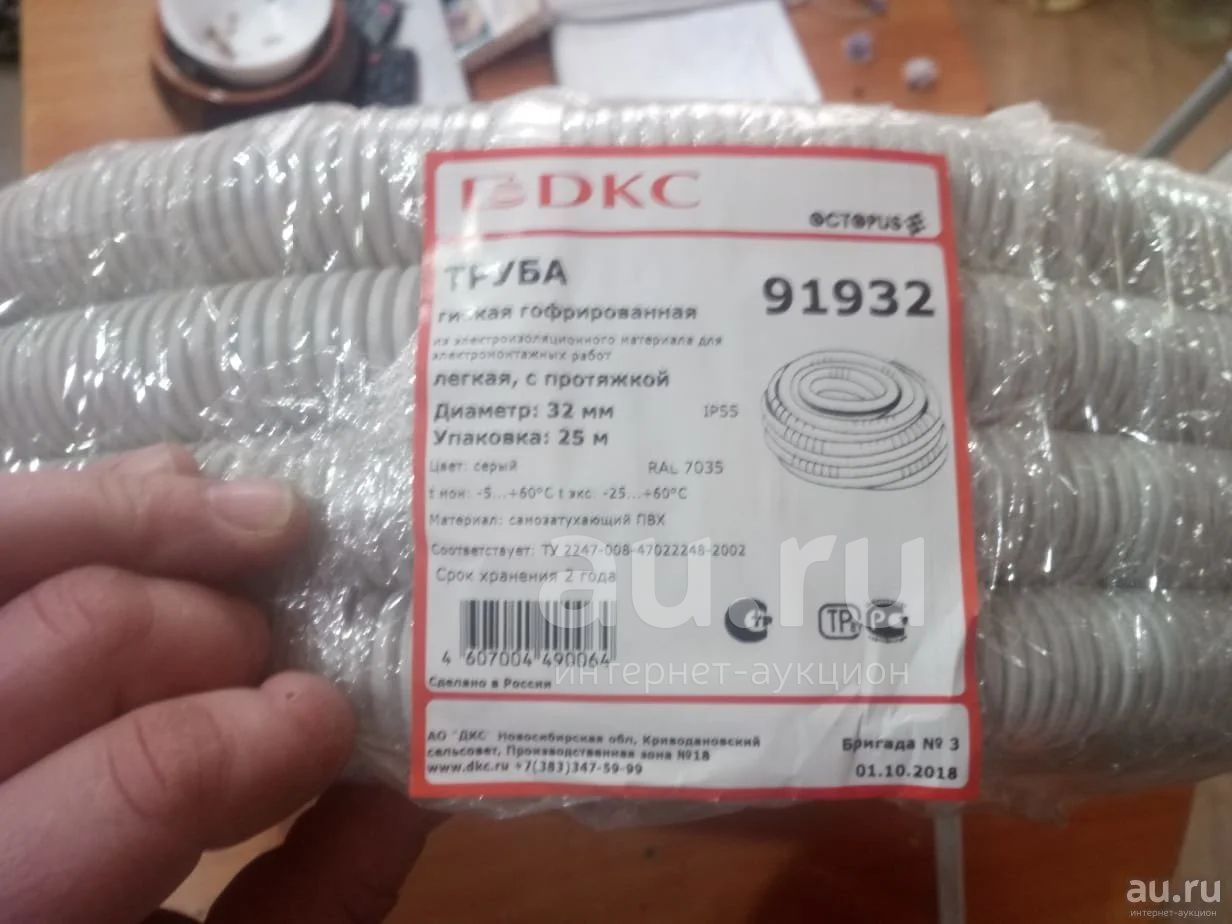 DKC
OCTOPUS
ТРУБА
91932
гибкая гофрированная
из электроизоляционного материала для
электромонтажных работ
легкая, с протяжкой
Диаметр: 32 мм
IP55
Упаковка: 25 м
Цвет: серый
RAL 7035
t мон: -5...+60°C t экс: -25...+60°C
Материал: самозатухающий ПВХ
Соответствует: ТУ 2247-008-47022248-2002
Срок хранения 2 года
4 607004 490064
Сделано в России
АО "ДКС" Новосибирская обл, Криводановский
сельсовет, Производственная зона №18
www.dkc.ru +7(383)347-59-99
Бригада № 3
01.10.2018
au.ru
интернет-аукцион
au.ru
интернет-аукцион